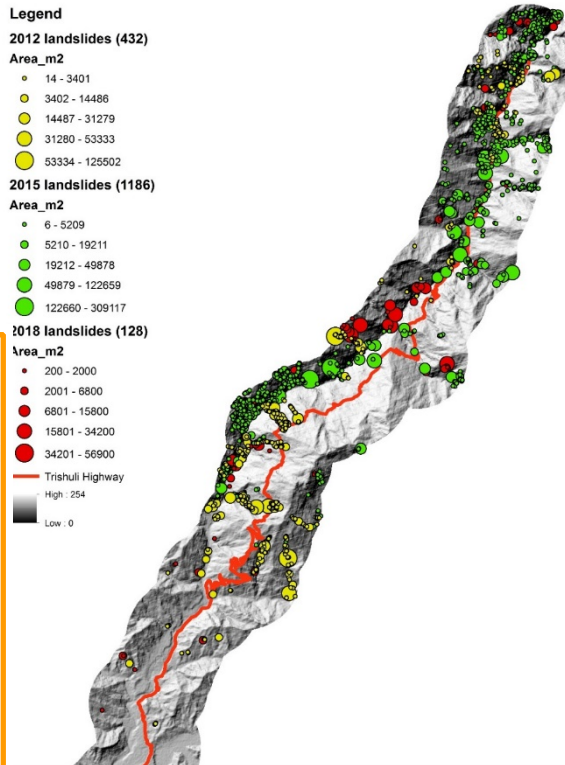 Legend
2012 landslides (432)
Area_m2
14 - 3401
3402 - 14486
14487 - 31279
31280 - 53333
53334 - 125502
2015 landslides (1186)
Area_m2
6 - 5209
5210 - 19211
19212 - 49878
49879 - 122659
122660 - 309117
2018 landslides (128)
Area_m2
200 - 2000
2001 - 6800
6801 - 15800
15801 - 34200
34201 - 56900
Trishuli Highway
High : 254
Low : 0